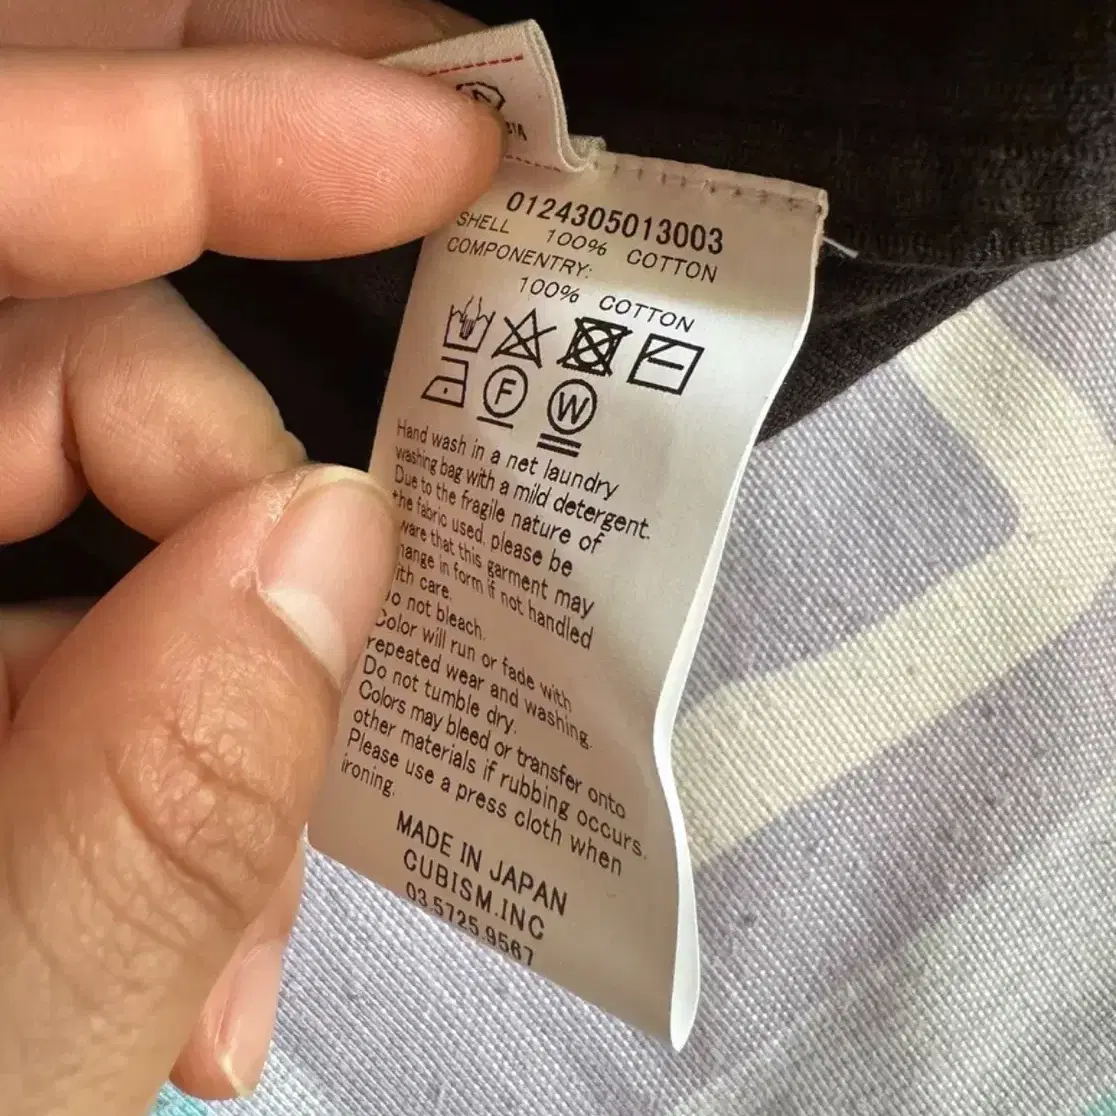 0124305013003
SHELL 100% COTTON
COMPONENTRY:
100% COTTON
F W
Hand wash in a net laundry
washing bag with a mild detergent.
Due to the fragile nature of
the fabric used, please be
ware that this garment may
hange in form if not handled
ith care.
Do not bleach.
Color will run or fade with
repeated wear and washing.
Do not tumble dry.
Colors may bleed or transfer onto
other materials if rubbing occurs.
Please use a press cloth when
ironing.
MADE IN JAPAN
CUBISM.INC
03.5725.9567